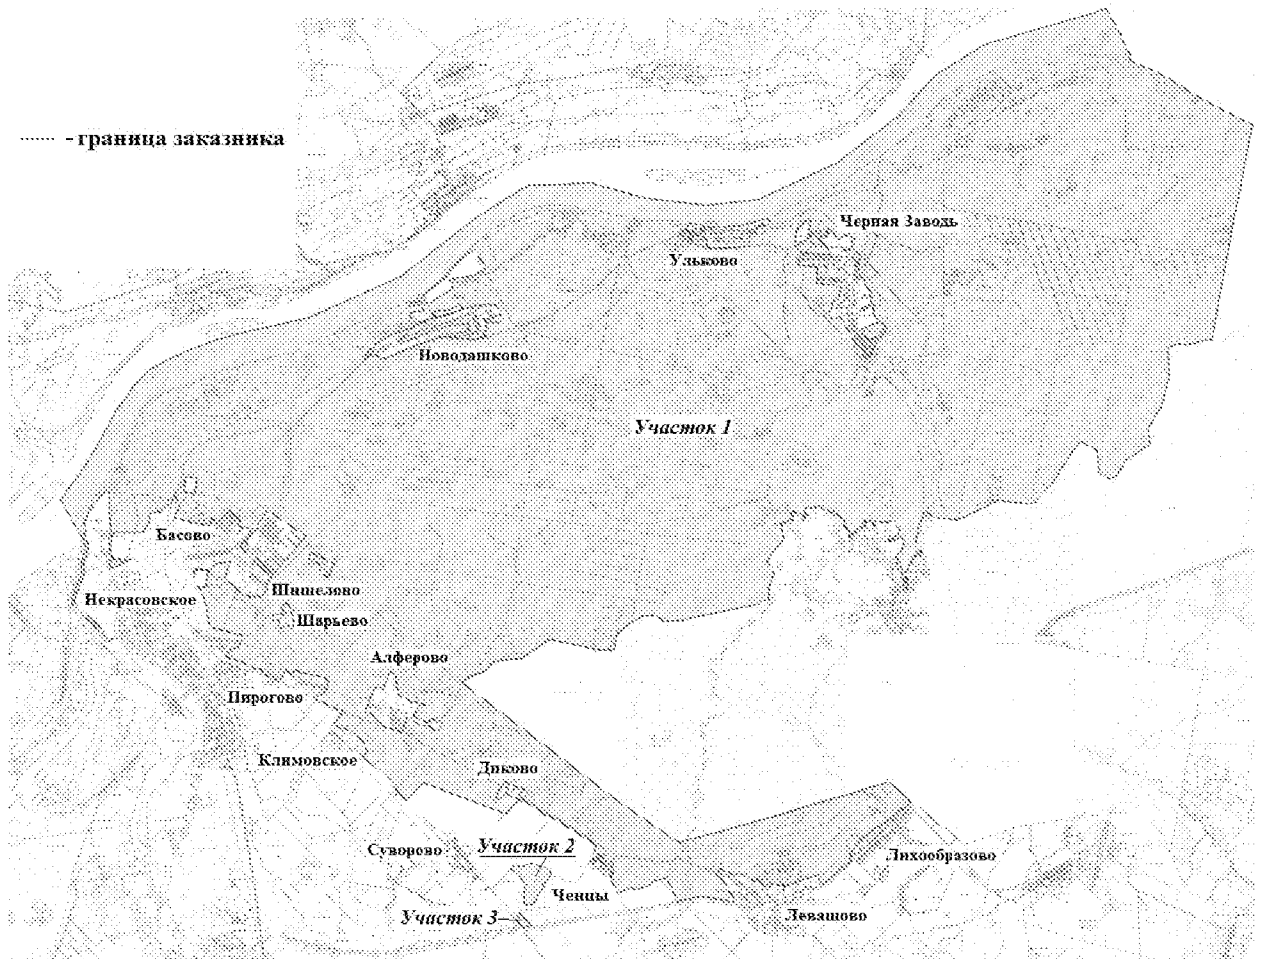 - граница заказника
Черная Заводь
Ульково
Новодашково
Участок 1
Басово
Шишелово
Некрасовское
Шарьево
Алферово
Пирогово
Климовское
Диково
Участок 2
Суворово
Лихообразово
Ченцы
Участок 3
Левашово